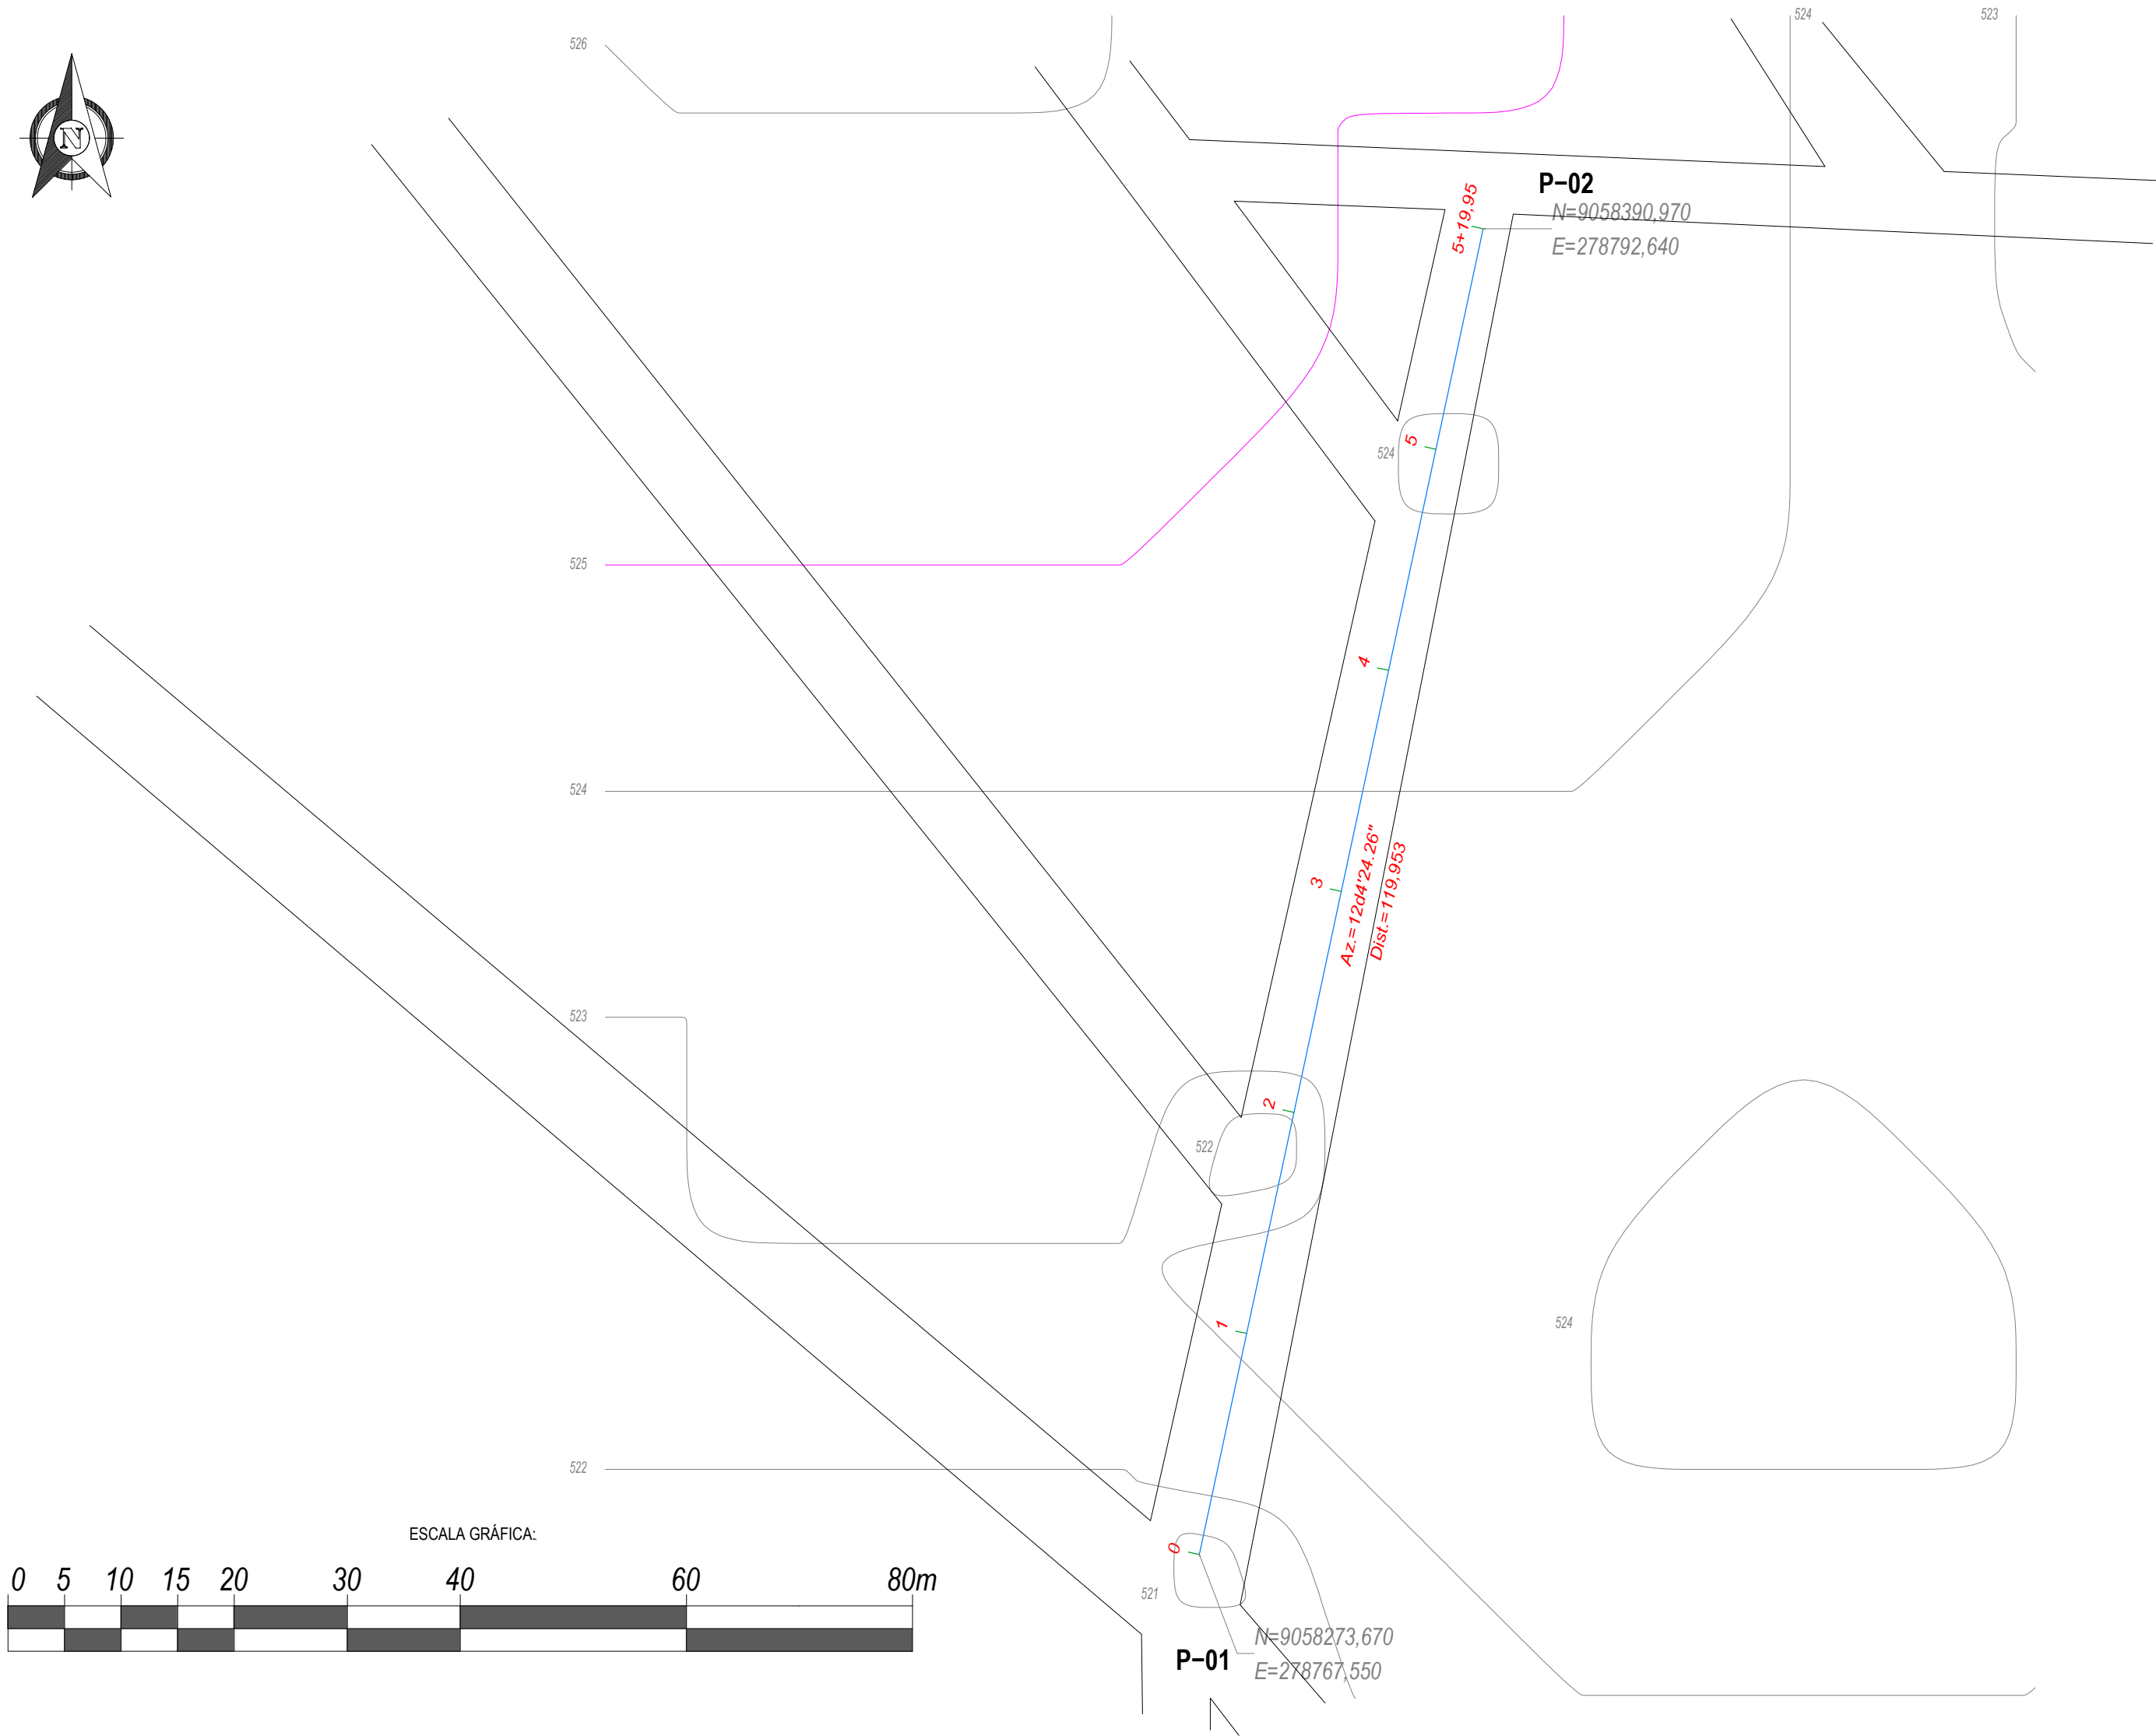 524
523
526
N
P-02
N=9058390,970
E=278792,640
5+19,95
5
524
525
4
524
3
Az.=12d4'24.26"
Dist.=119,953
523
2
522
1
524
522
0
521
ESCALA GRÁFICA:
0 5 10 15 20 30 40 60 80m
N=9058273,670
P-01
E=278767,550